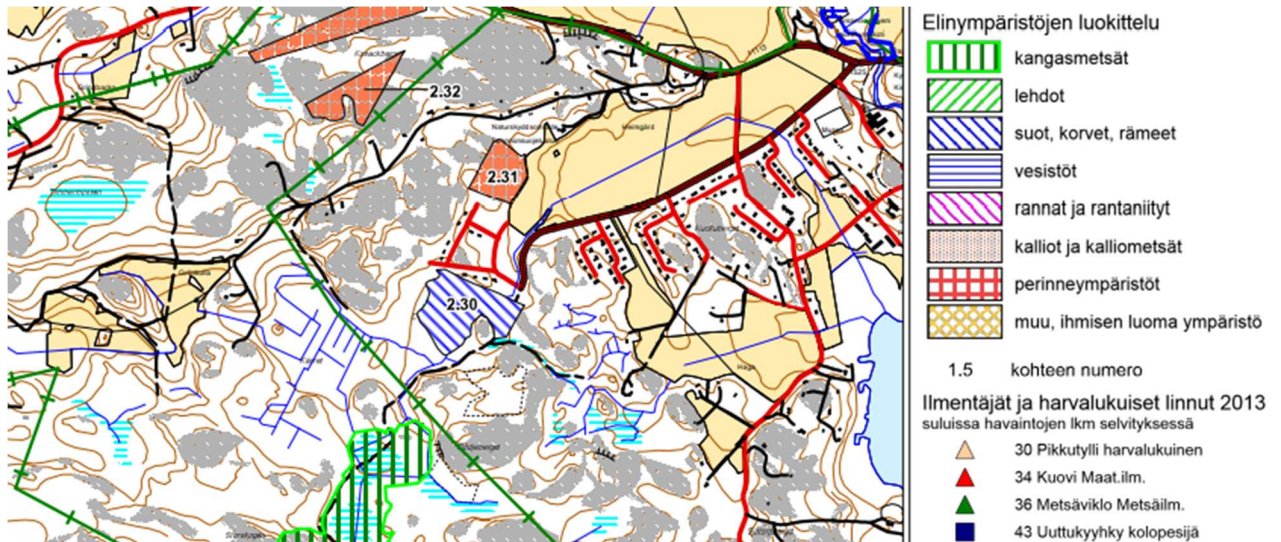 2.32
2.31
2.30
Haga
Elinympäristöjen luokittelu
kangasmetsät
lehdot
suot, korvet, rämeet
vesistöt
rannat ja rantaniityt
kalliot ja kalliometsät
perinneympäristöt
muu, ihmisen luoma ympäristö
1.5 kohteen numero
Ilmentäjät ja harvalukuiset linnut 2013
suluissa havaintojen lkm selvityksessä
30 Pikkutylli harvalukuinen
34 Kuovi Maat.ilm.
36 Metsäviklo Metsäilm.
43 Uuttukyyhky kolopesijä